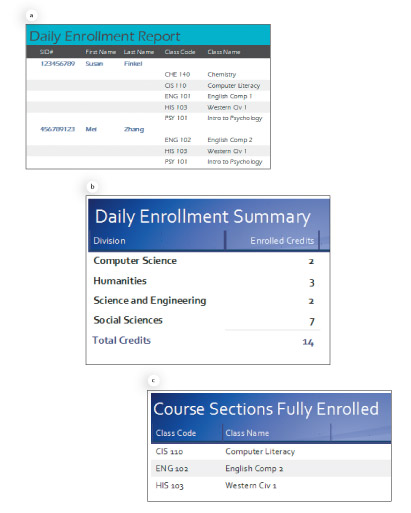 a
Daily Enrollment Report
SID# First Name Last Name Class Code Class Name
123456789 Susan Finkel
CHE 140 Chemistry
CIS 110 Computer Literacy
ENG 101 English Comp 1
HIS 103 Western Civ 1
PSY 101 Intro to Psychology
456789123 Mei Zhang
ENG 102 English Comp 2
HIS 103 Western Civ 1
PSY 101 Intro to Psychology
b
Daily Enrollment Summary
Division Enrolled Credits
Computer Science 2
Humanities 3
Science and Engineering 2
Social Sciences 7
Total Credits 14
c
Course Sections Fully Enrolled
Class Code Class Name
CIS 110 Computer Literacy
ENG 102 English Comp 2
HIS 103 Western Civ 1